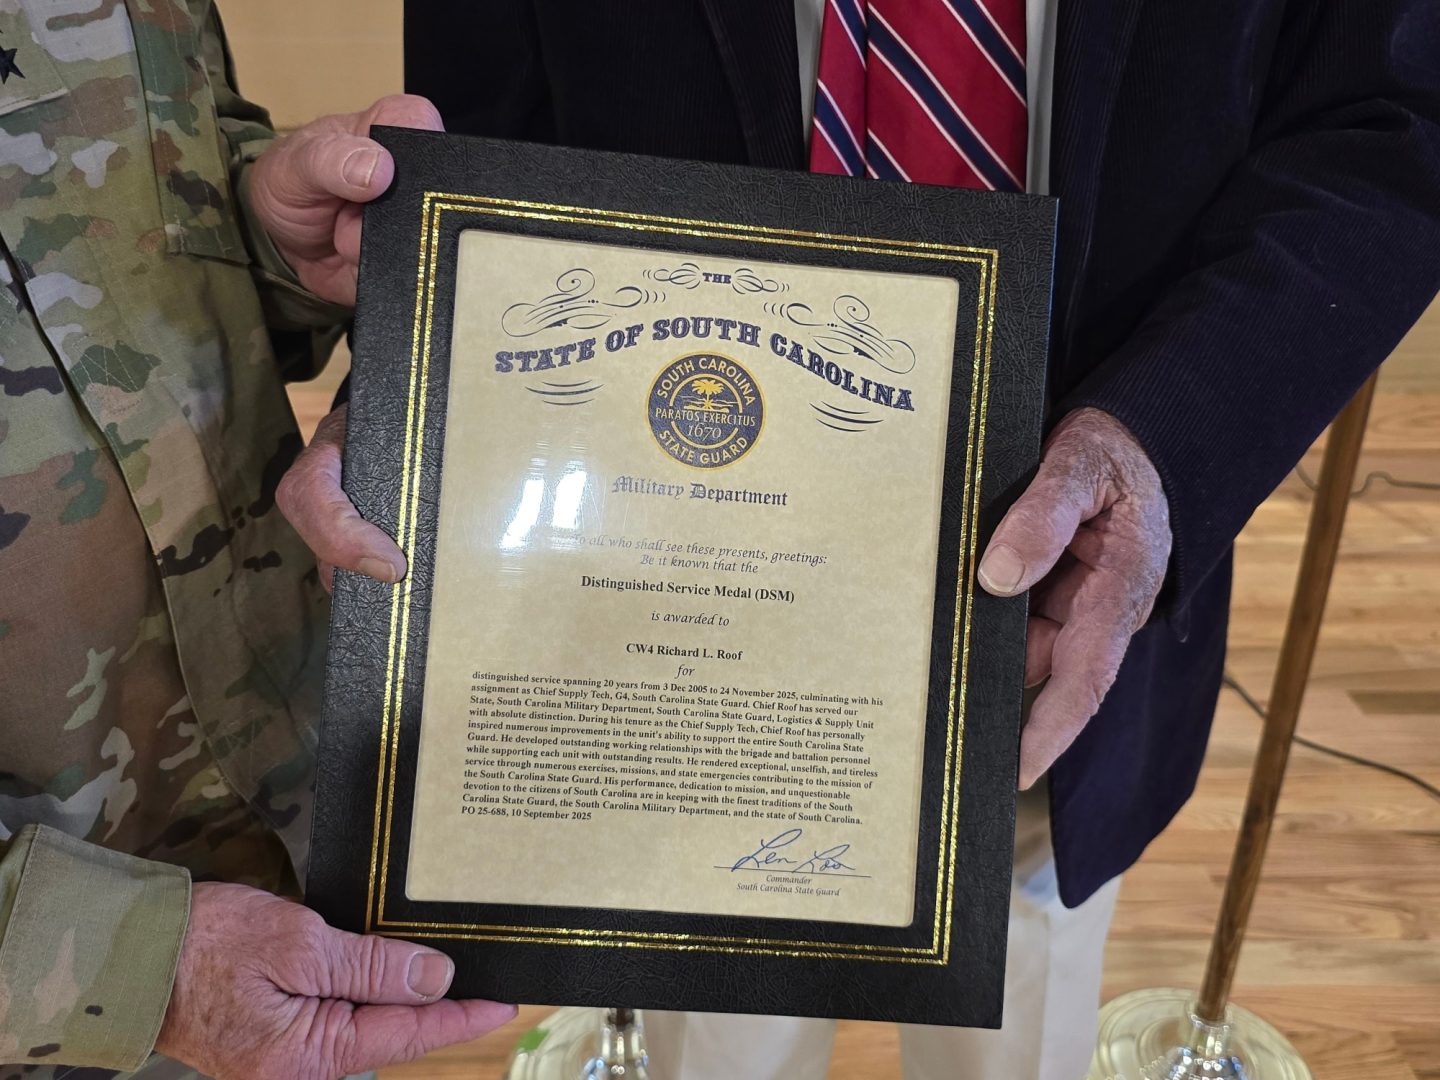 THE
STATE OF SOUTH CAROLINA
SOUTH CAROLINA
PARATOS EXERCITUS
1670
STATE GUARD
Military Department
To all who shall see these presents, greetings:
Be it known that the
Distinguished Service Medal (DSM)
is awarded to
CW4 Richard L. Roof
for
distinguished service spanning 20 years from 3 Dec 2005 to 24 November 2025, culminating with his
assignment as Chief Supply Tech, G4, South Carolina State Guard. Chief Roof has served our
State, South Carolina Military Department, South Carolina State Guard, Logistics & Supply Unit
with absolute distinction. During his tenure as the Chief Supply Tech, Chief Roof has personally
inspired numerous improvements in the unit's ability to support the entire South Carolina State
Guard. He developed outstanding working relationships with the brigade and battalion personnel
while supporting each unit with outstanding results. He rendered exceptional, unselfish, and tireless
service through numerous exercises, missions, and state emergencies contributing to the mission of
the South Carolina State Guard. His performance, dedication to mission, and unquestionable
devotion to the citizens of South Carolina are in keeping with the finest traditions of the South
Carolina State Guard, the South Carolina Military Department, and the state of South Carolina.
PO 25-688, 10 September 2025
Commander
South Carolina State Guard